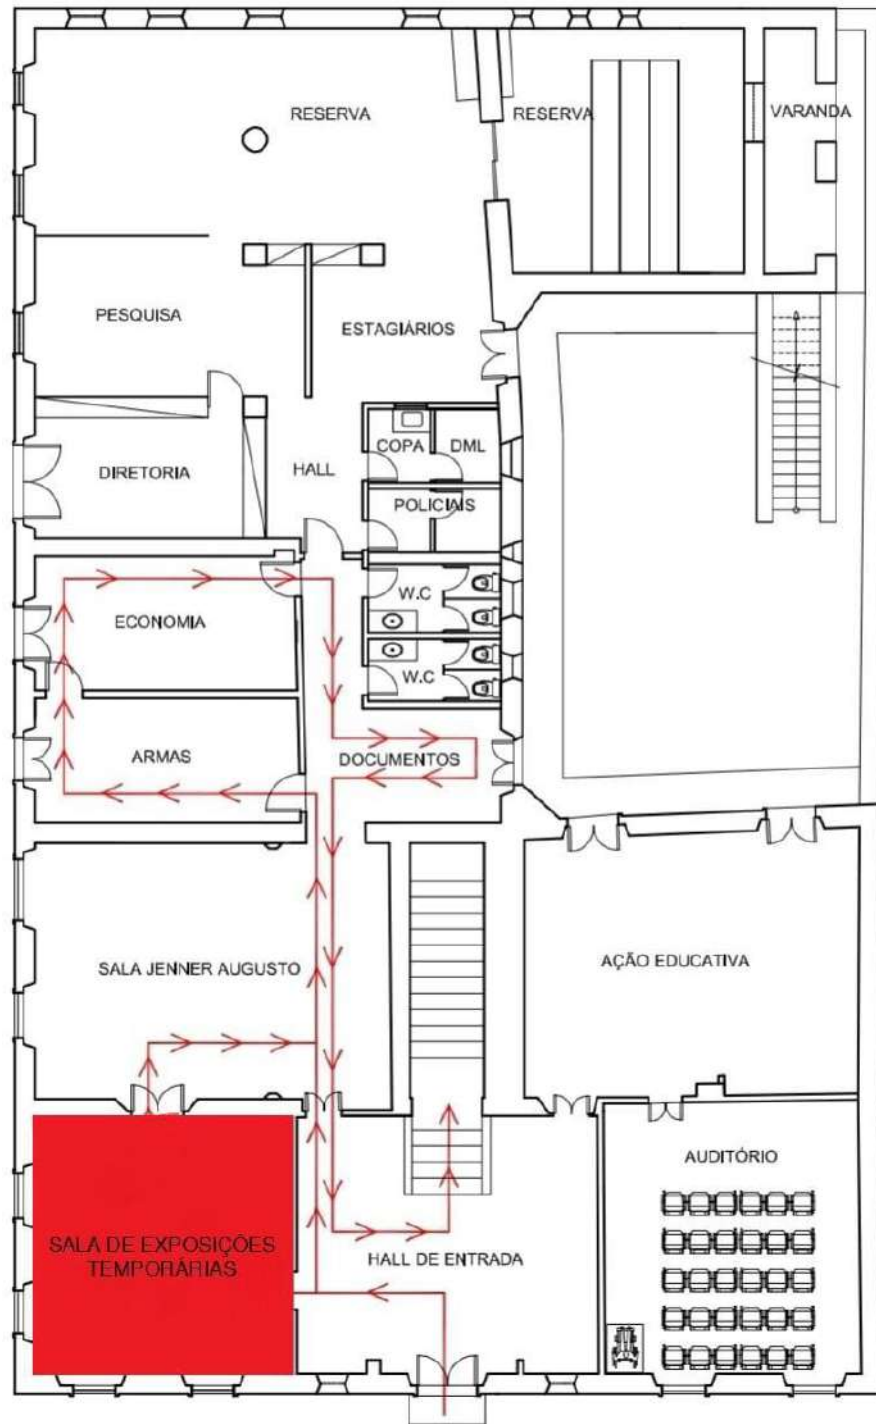 RESERVA
RESERVA
VARANDA
PESQUISA
ESTAGIÁRIOS
COPA
DML
DIRETORIA
HALL
POLICIAIS
ECONOMIA
W.C
W.C
ARMAS
DOCUMENTOS
SALA JENNER AUGUSTO
AÇÃO EDUCATIVA
AUDITÓRIO
SALA DE EXPOSIÇÕES
TEMPORÁRIAS
HALL DE ENTRADA